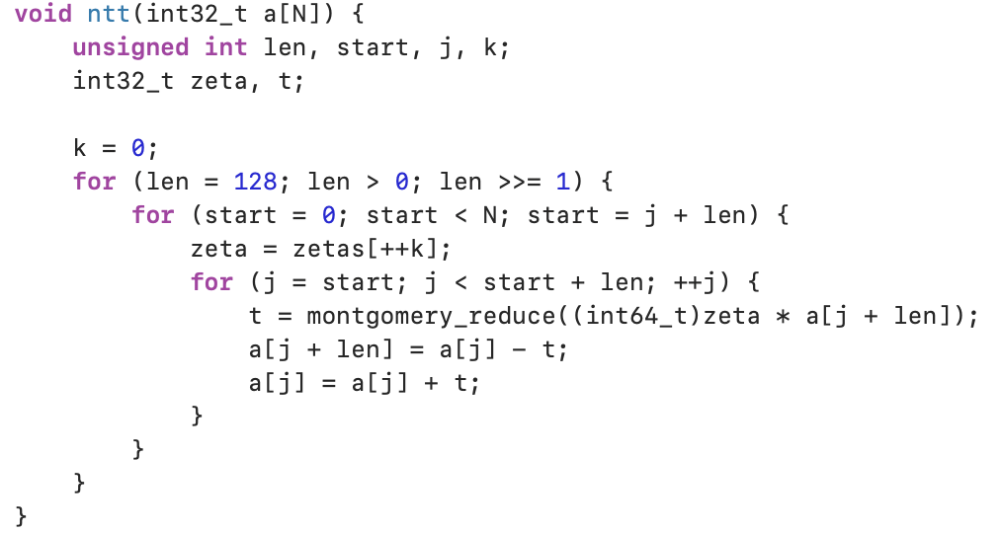 void ntt(int32_t a[N]) {
    unsigned int len, start, j, k;
    int32_t zeta, t;

    k = 0;
    for (len = 128; len > 0; len >>= 1) {
        for (start = 0; start < N; start = j + len) {
            zeta = zetas[++k];
            for (j = start; j < start + len; ++j) {
                t = montgomery_reduce((int64_t)zeta * a[j + len]);
                a[j + len] = a[j] - t;
                a[j] = a[j] + t;
            }
        }
    }
}